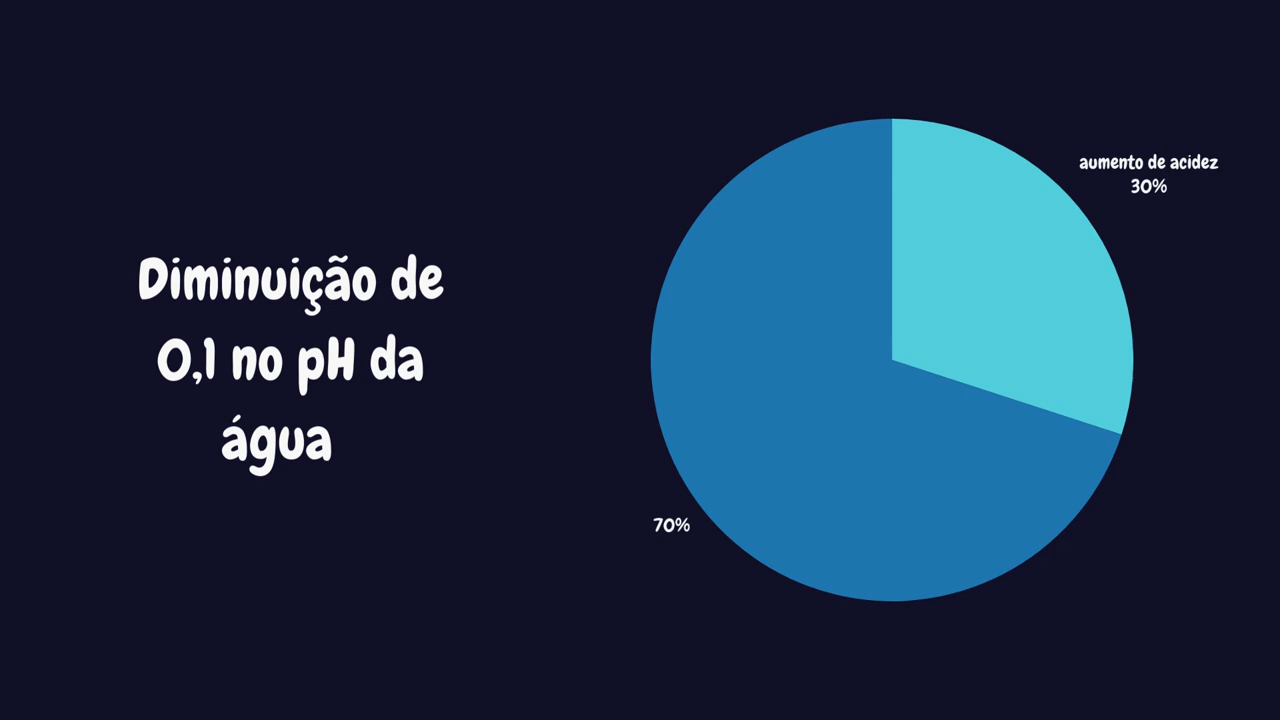 Diminuição de
0,1 no pH da
água
aumento de acidez
30%
70%